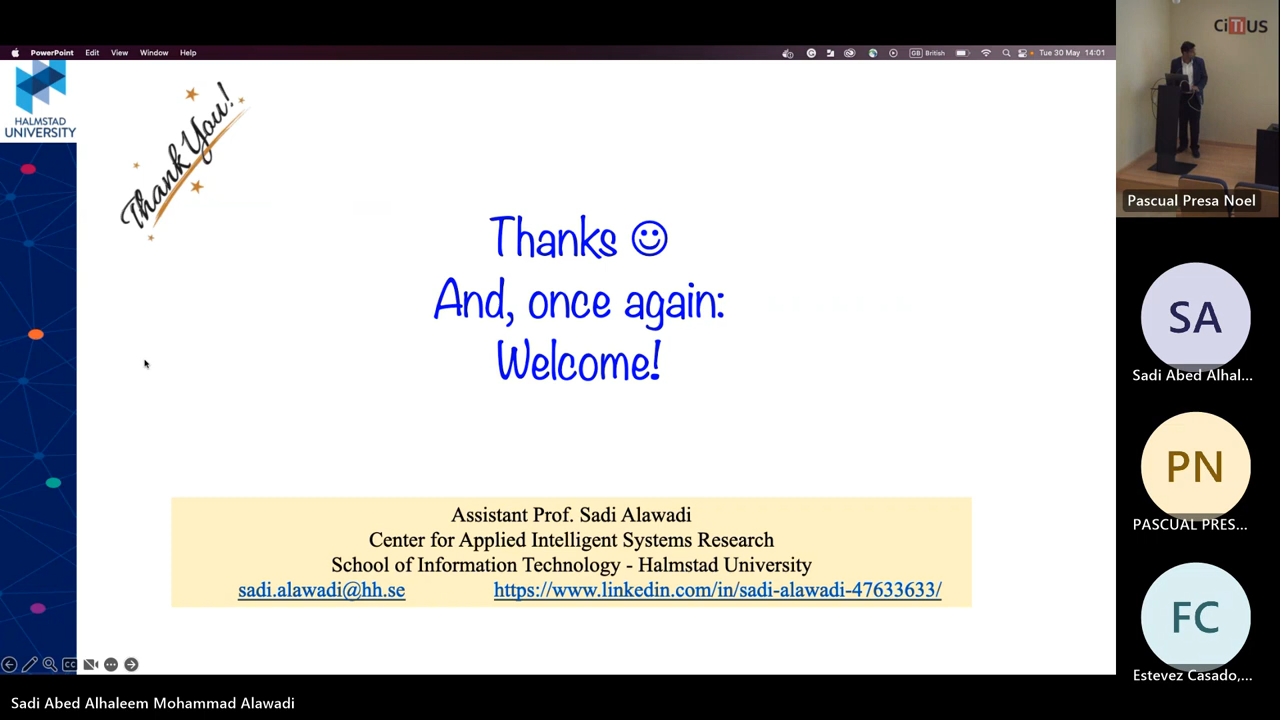 PowerPoint Edit View Window Help
GB British Tue 30 May 14:01
CiTIUS
HALMSTAD
UNIVERSITY
Thank You!
Thanks ☺
And, once again:
Welcome!
Assistant Prof. Sadi Alawadi
Center for Applied Intelligent Systems Research
School of Information Technology - Halmstad University
sadi.alawadi@hh.se https://www.linkedin.com/in/sadi-alawadi-47633633/
CC
Sadi Abed Alhaleem Mohammad Alawadi
Pascual Presa Noel
SA
Sadi Abed Alhal...
PN
PASCUAL PRES...
FC
Estevez Casado,...